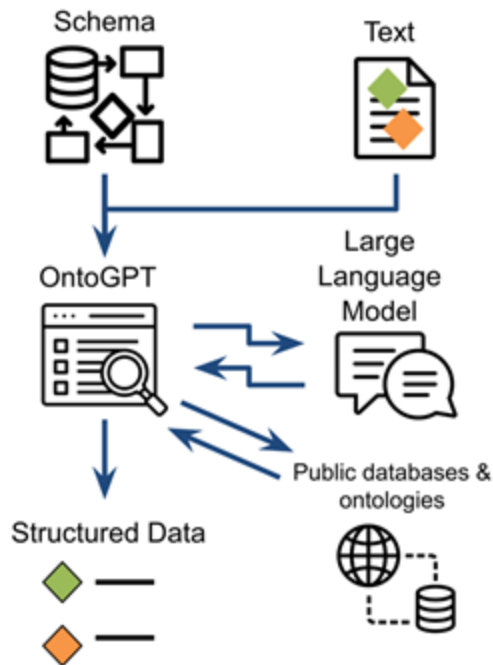 Schema
Text
OntoGPT
Large
Language
Model
Public databases &
ontologies
Structured Data